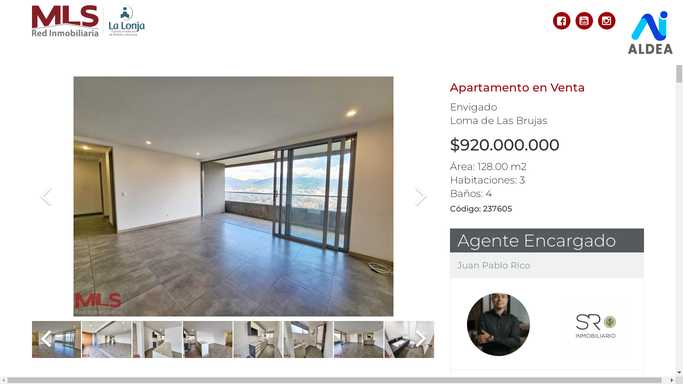 MLS
Red Inmobiliaria
La Lonja
ALDEA
Apartamento en Venta
Envigado
Loma de Las Brujas
$920.000.000
Área: 128.00 m2
Habitaciones: 3
Baños: 4
Código: 237605
Agente Encargado
Juan Pablo Rico
MLS
SR
INMOBILIARIO